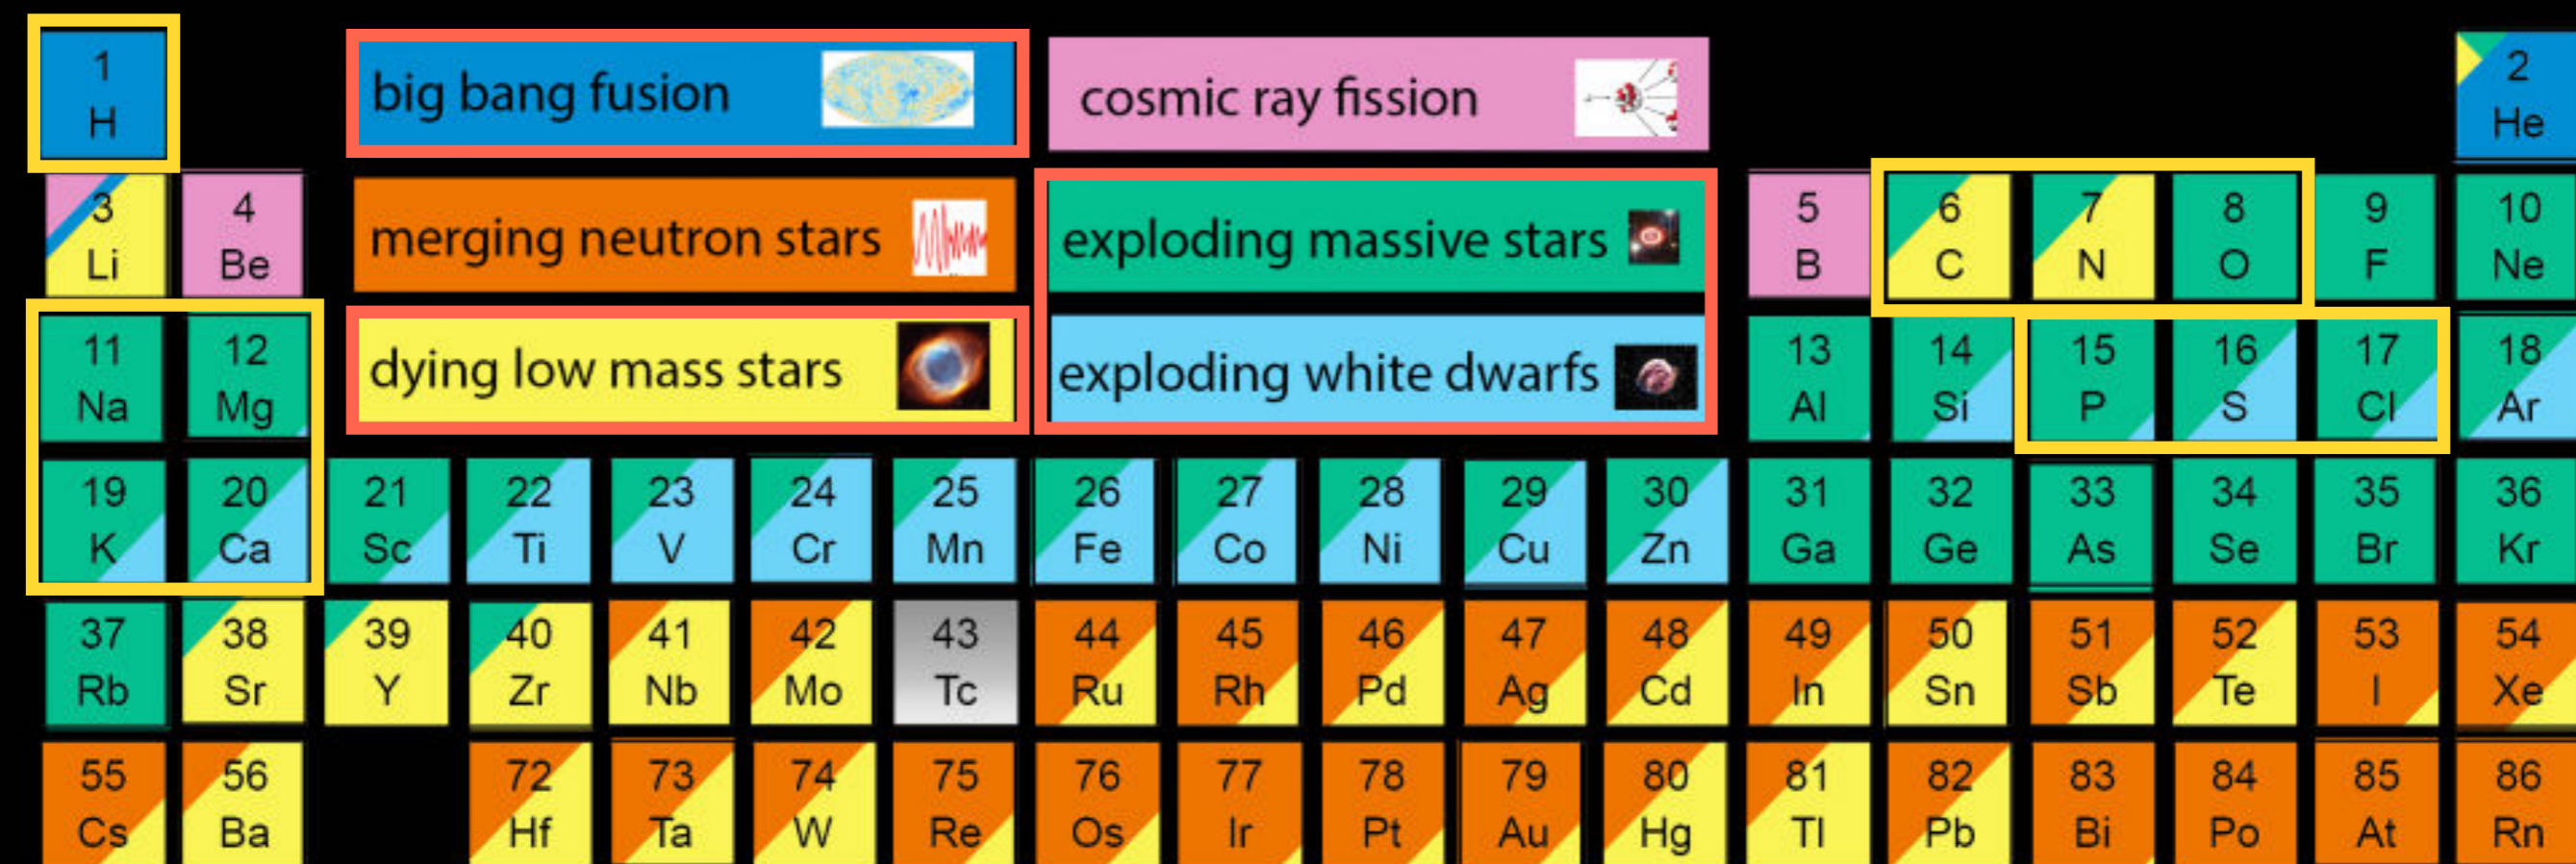 1
H
big bang fusion
cosmic ray fission
2
He
3
Li
4
Be
merging neutron stars
exploding massive stars
5
B
6
C
7
N
8
O
9
F
10
Ne
11
Na
12
Mg
dying low mass stars
exploding white dwarfs
13
Al
14
Si
15
P
16
S
17
Cl
18
Ar
19
K
20
Ca
21
Sc
22
Ti
23
V
24
Cr
25
Mn
26
Fe
27
Co
28
Ni
29
Cu
30
Zn
31
Ga
32
Ge
33
As
34
Se
35
Br
36
Kr
37
Rb
38
Sr
39
Y
40
Zr
41
Nb
42
Mo
43
Tc
44
Ru
45
Rh
46
Pd
47
Ag
48
Cd
49
In
50
Sn
51
Sb
52
Te
53
I
54
Xe
55
Cs
56
Ba
72
Hf
73
Ta
74
W
75
Re
76
Os
77
Ir
78
Pt
79
Au
80
Hg
81
Tl
82
Pb
83
Bi
84
Po
85
At
86
Rn